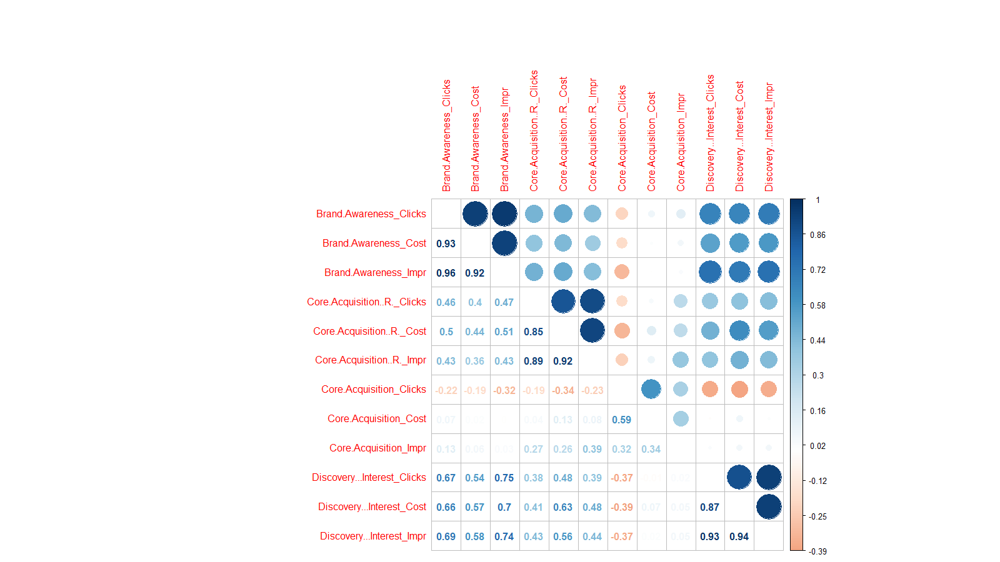 Brand.Awareness_Clicks
Brand.Awareness_Cost
Brand.Awareness_Impr
Core.Acquisition..R._Clicks
Core.Acquisition..R._Cost
Core.Acquisition..R._Impr
Core.Acquisition_Clicks
Core.Acquisition_Cost
Core.Acquisition_Impr
Discovery...Interest_Clicks
Discovery...Interest_Cost
Discovery...Interest_Impr
Brand.Awareness_Clicks
Brand.Awareness_Cost 0.93
Brand.Awareness_Impr 0.96 0.92
Core.Acquisition..R._Clicks 0.46 0.4 0.47
Core.Acquisition..R._Cost 0.5 0.44 0.51 0.85
Core.Acquisition..R._Impr 0.43 0.36 0.43 0.89 0.92
Core.Acquisition_Clicks -0.22 -0.19 -0.32 -0.19 -0.34 -0.23
Core.Acquisition_Cost 0.07 0.04 0.13 0.08 0.59
Core.Acquisition_Impr 0.13 0.06 0.27 0.26 0.39 0.32 0.34
Discovery...Interest_Clicks 0.67 0.54 0.75 0.38 0.48 0.39 -0.37
Discovery...Interest_Cost 0.66 0.57 0.7 0.41 0.63 0.48 -0.39 0.07 0.05 0.87
Discovery...Interest_Impr 0.69 0.58 0.74 0.43 0.56 0.44 -0.37 0.93 0.94
1
0.86
0.72
0.58
0.44
0.3
0.16
0.02
-0.12
-0.25
-0.39